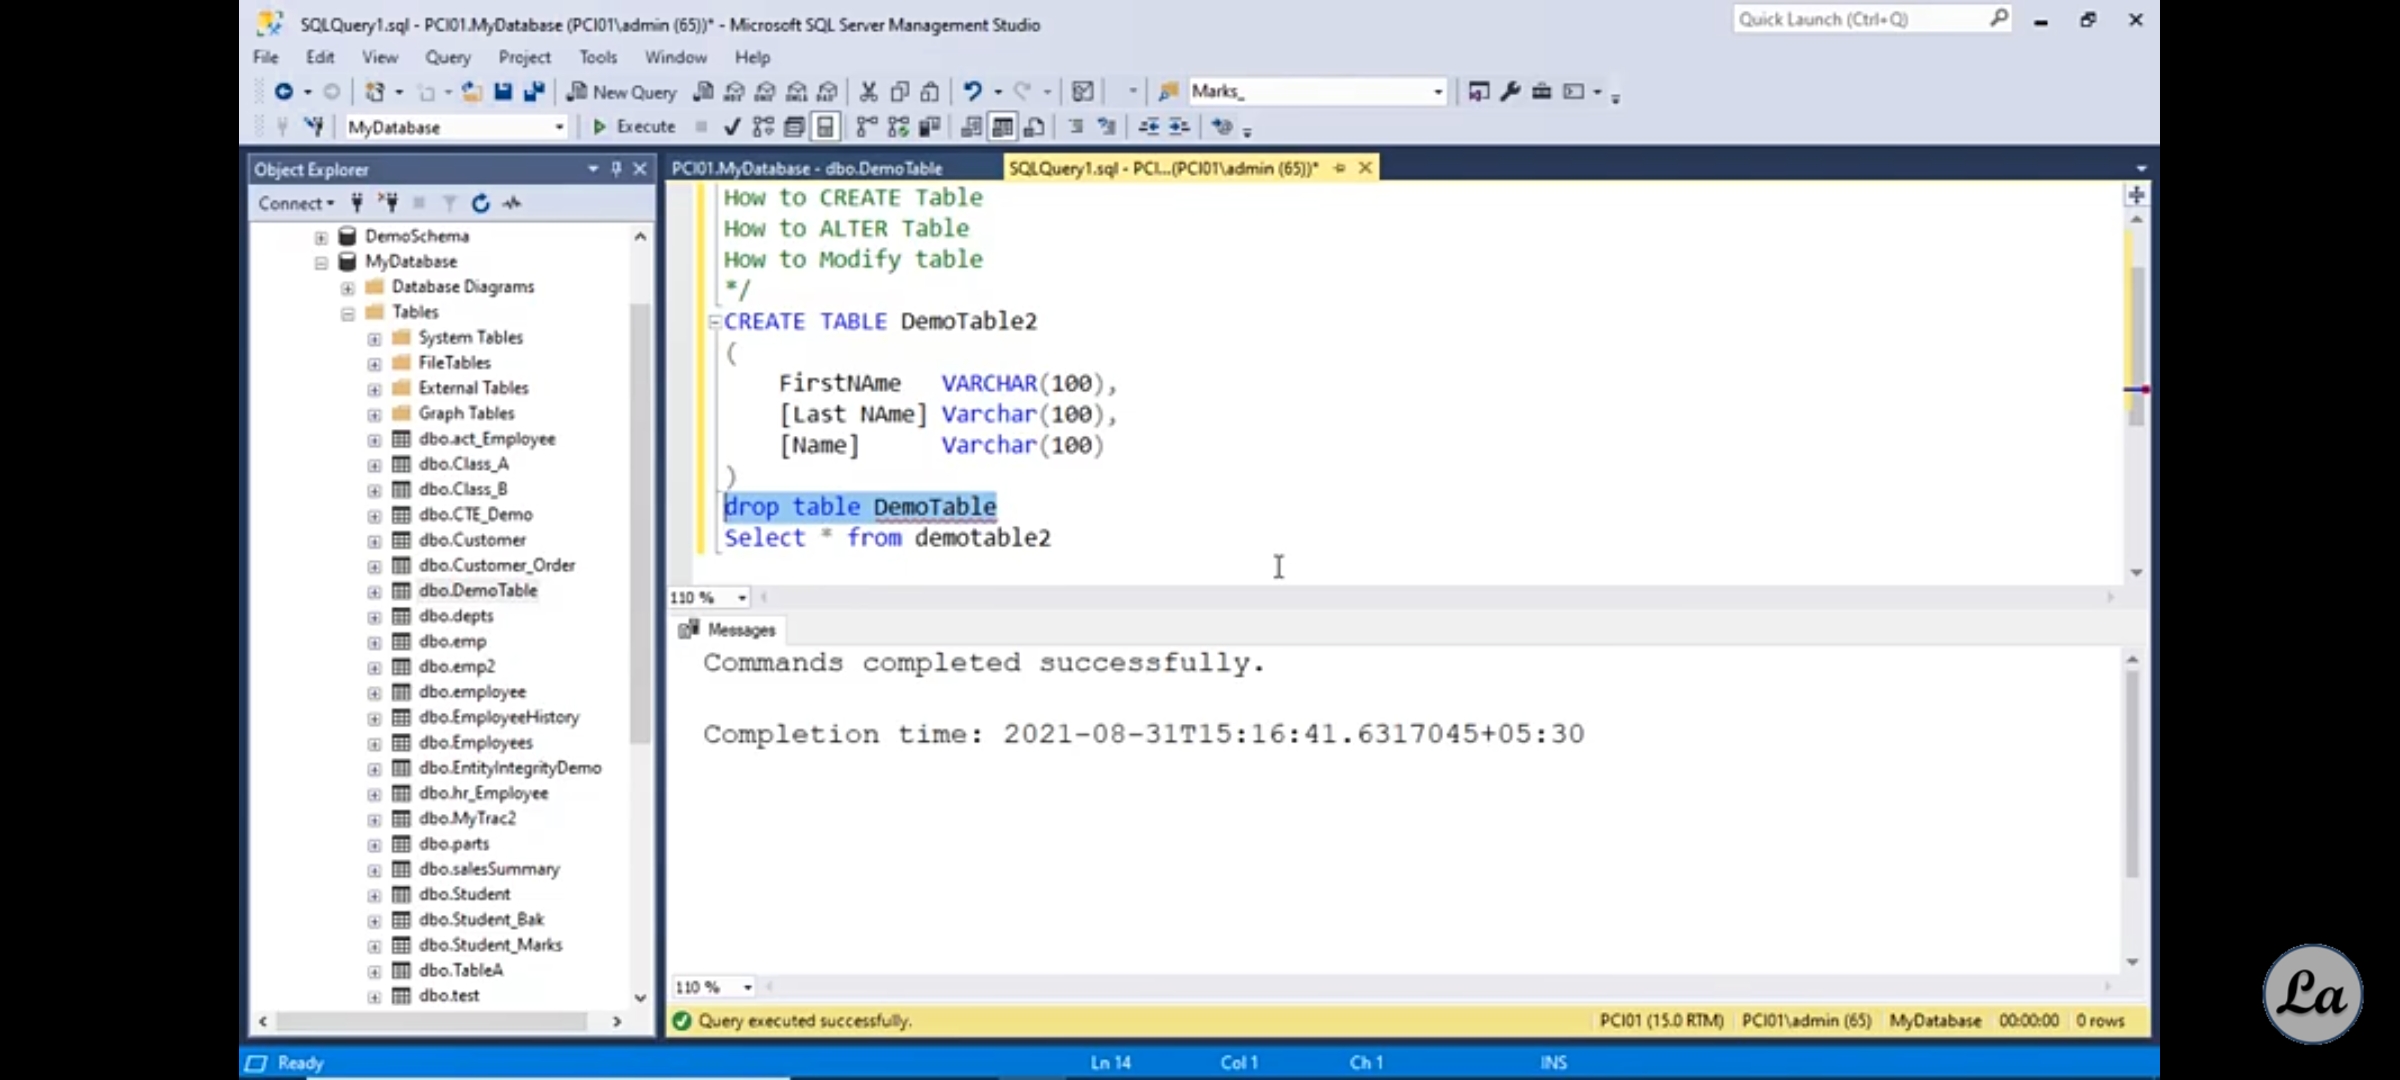 SQLQuery1.sql - PCI01.MyDatabase (PCI01\admin (65))* - Microsoft SQL Server Management Studio
Quick Launch (Ctrl+Q)
File Edit View Query Project Tools Window Help
New Query
Marks_
MyDatabase
Execute
Object Explorer
Connect
DemoSchema
MyDatabase
Database Diagrams
Tables
System Tables
FileTables
External Tables
Graph Tables
dbo.act_Employee
dbo.Class_A
dbo.Class_B
dbo.CTE_Demo
dbo.Customer
dbo.Customer_Order
dbo.DemoTable
dbo.depts
dbo.emp
dbo.emp2
dbo.employee
dbo.EmployeeHistory
dbo.Employees
dbo.EntityIntegrityDemo
dbo.hr_Employee
dbo.MyTrac2
dbo.parts
dbo.salesSummary
dbo.Student
dbo.Student_Bak
dbo.Student_Marks
dbo.TableA
dbo.test
PCI01.MyDatabase - dbo.DemoTable
SQLQuery1.sql - PCI...(PCI01\admin (65))*
How to CREATE Table
How to ALTER Table
How to Modify table
*/
CREATE TABLE DemoTable2
(
FirstNAme VARCHAR(100),
[Last NAme] Varchar(100),
[Name] Varchar(100)
)
drop table DemoTable
Select * from demotable2
110 %
Messages
Commands completed successfully.
Completion time: 2021-08-31T15:16:41.6317045+05:30
110 %
Query executed successfully.
PCI01 (15.0 RTM) PCI01\admin (65) MyDatabase 00:00:00 0 rows
Ready
Ln 14 Col 1 Ch 1 INS
La